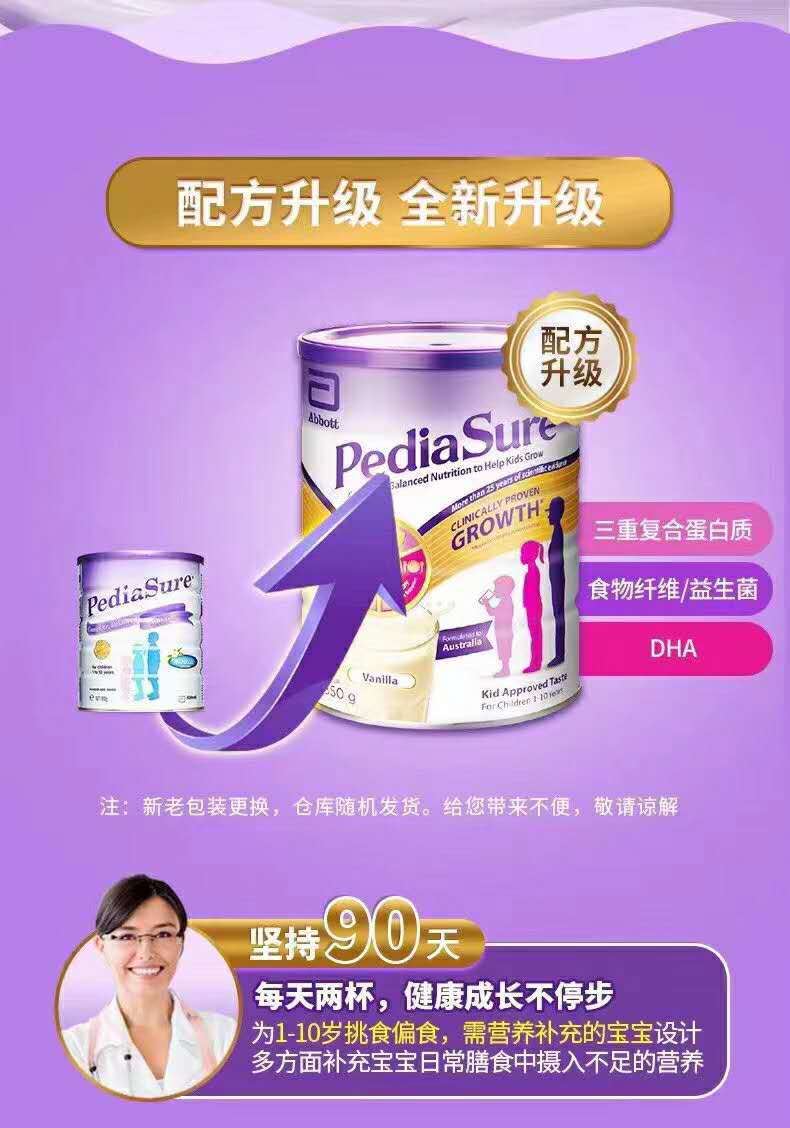 配方升级 全新升级
配方
升级
Abbott
PediaSure
Balanced Nutrition to Help Kids Grow
More than 25 years of scientific evidence
CLINICALLY PROVEN
GROWTH
三重复合蛋白质
食物纤维/益生菌
DHA
PediaSure
For children
Formulated in
Australia
Vanilla
850 g
Kid Approved Taste
For Children 1-10 years
注：新老包装更换，仓库随机发货。给您带来不便，敬请谅解
坚持90天
每天两杯，健康成长不停步
为1-10岁挑食偏食，需营养补充的宝宝设计
多方面补充宝宝日常膳食中摄入不足的营养